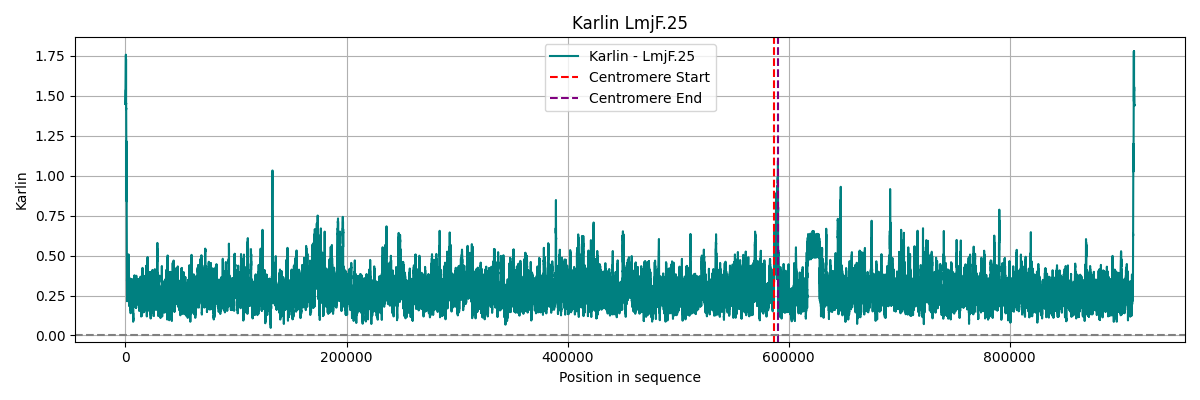 Karlin LmjF.25
Karlin - LmjF.25
Centromere Start
Centromere End
Karlin
1.75
1.50
1.25
1.00
0.75
0.50
0.25
0.00
0 200000 400000 600000 800000
Position in sequence